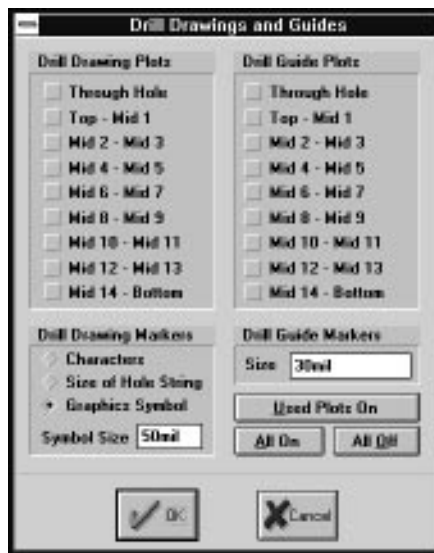 Drill Drawings and Guides
Drill Drawing Plots
Through Hole
Top - Mid 1
Mid 2 - Mid 3
Mid 4 - Mid 5
Mid 6 - Mid 7
Mid 8 - Mid 9
Mid 10 - Mid 11
Mid 12 - Mid 13
Mid 14 - Bottom
Drill Guide Plots
Through Hole
Top - Mid 1
Mid 2 - Mid 3
Mid 4 - Mid 5
Mid 6 - Mid 7
Mid 8 - Mid 9
Mid 10 - Mid 11
Mid 12 - Mid 13
Mid 14 - Bottom
Drill Drawing Markers
Characters
Size of Hole String
Graphics Symbol
Symbol Size 50mil
Drill Guide Markers
Size 30mil
Used Plots On
All On All Off
OK Cancel